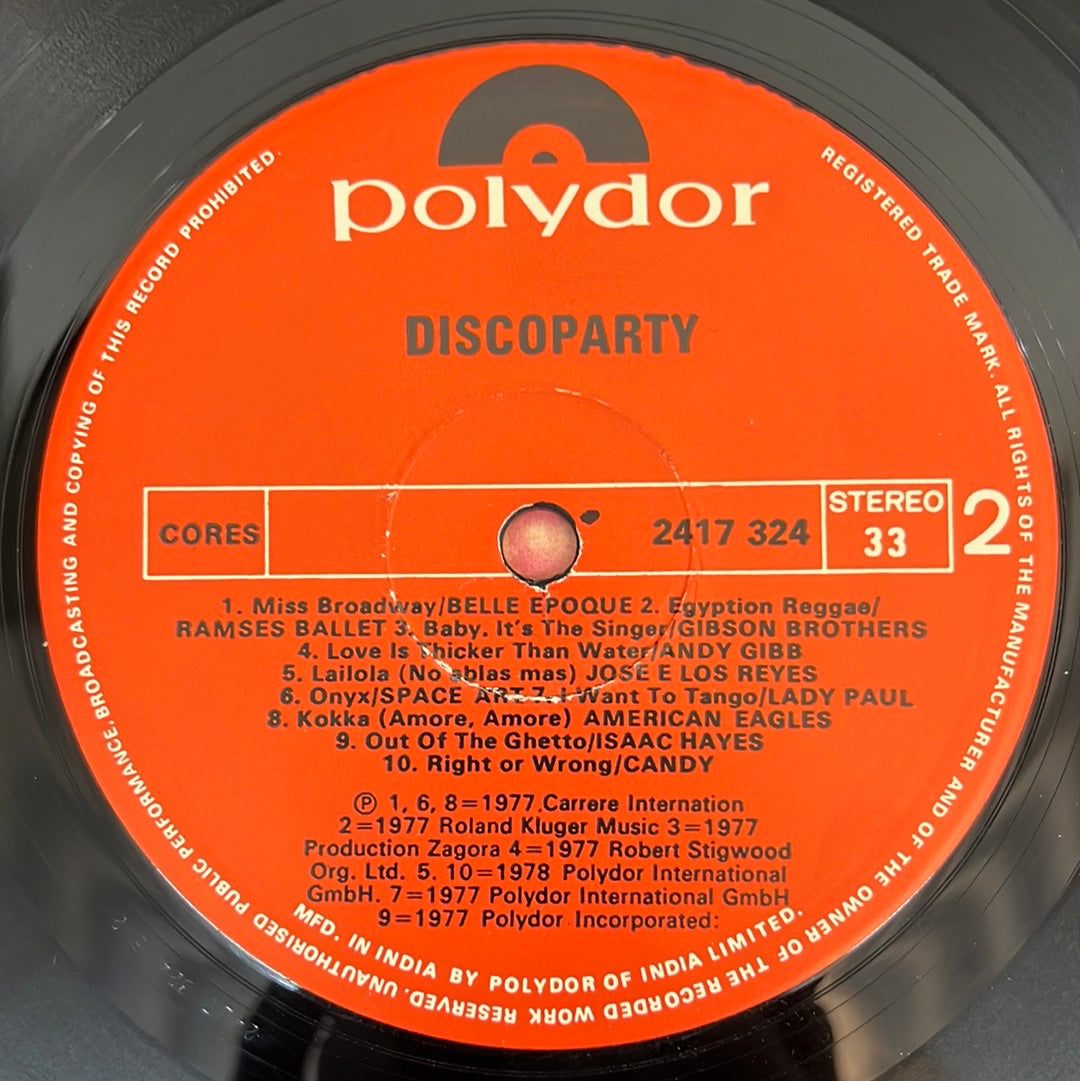 polydor
DISCOPARTY
CORES
2417 324
STEREO
33
2
1. Miss Broadway/BELLE EPOQUE 2. Egyption Reggae/
RAMSES BALLET 3. Baby. It's The Singer/GIBSON BROTHERS
4. Love Is Thicker Than Water/ANDY GIBB
5. Lailola (No ablas mas) JOSE E LOS REYES
6. Onyx/SPACE ART 7. I Want To Tango/LADY PAUL
8. Kokka (Amore, Amore) AMERICAN EAGLES
9. Out Of The Ghetto/ISAAC HAYES
10. Right or Wrong/CANDY
Ⓟ 1, 6, 8=1977.Carrere Internation
2=1977 Roland Kluger Music 3=1977
Production Zagora 4=1977 Robert Stigwood
Org. Ltd. 5, 10=1978 Polydor International
GmbH. 7=1977 Polydor International GmbH
9=1977 Polydor Incorporated:
MFD. IN INDIA BY POLYDOR OF INDIA LIMITED.
REGISTERED TRADE MARK. ALL RIGHTS OF THE MANUFACTURER AND OF THE OWNER OF THE RECORDED WORK RESERVED. UNAUTHORISED PUBLIC PERFORMANCE, BROADCASTING AND COPYING OF THIS RECORD PROHIBITED.